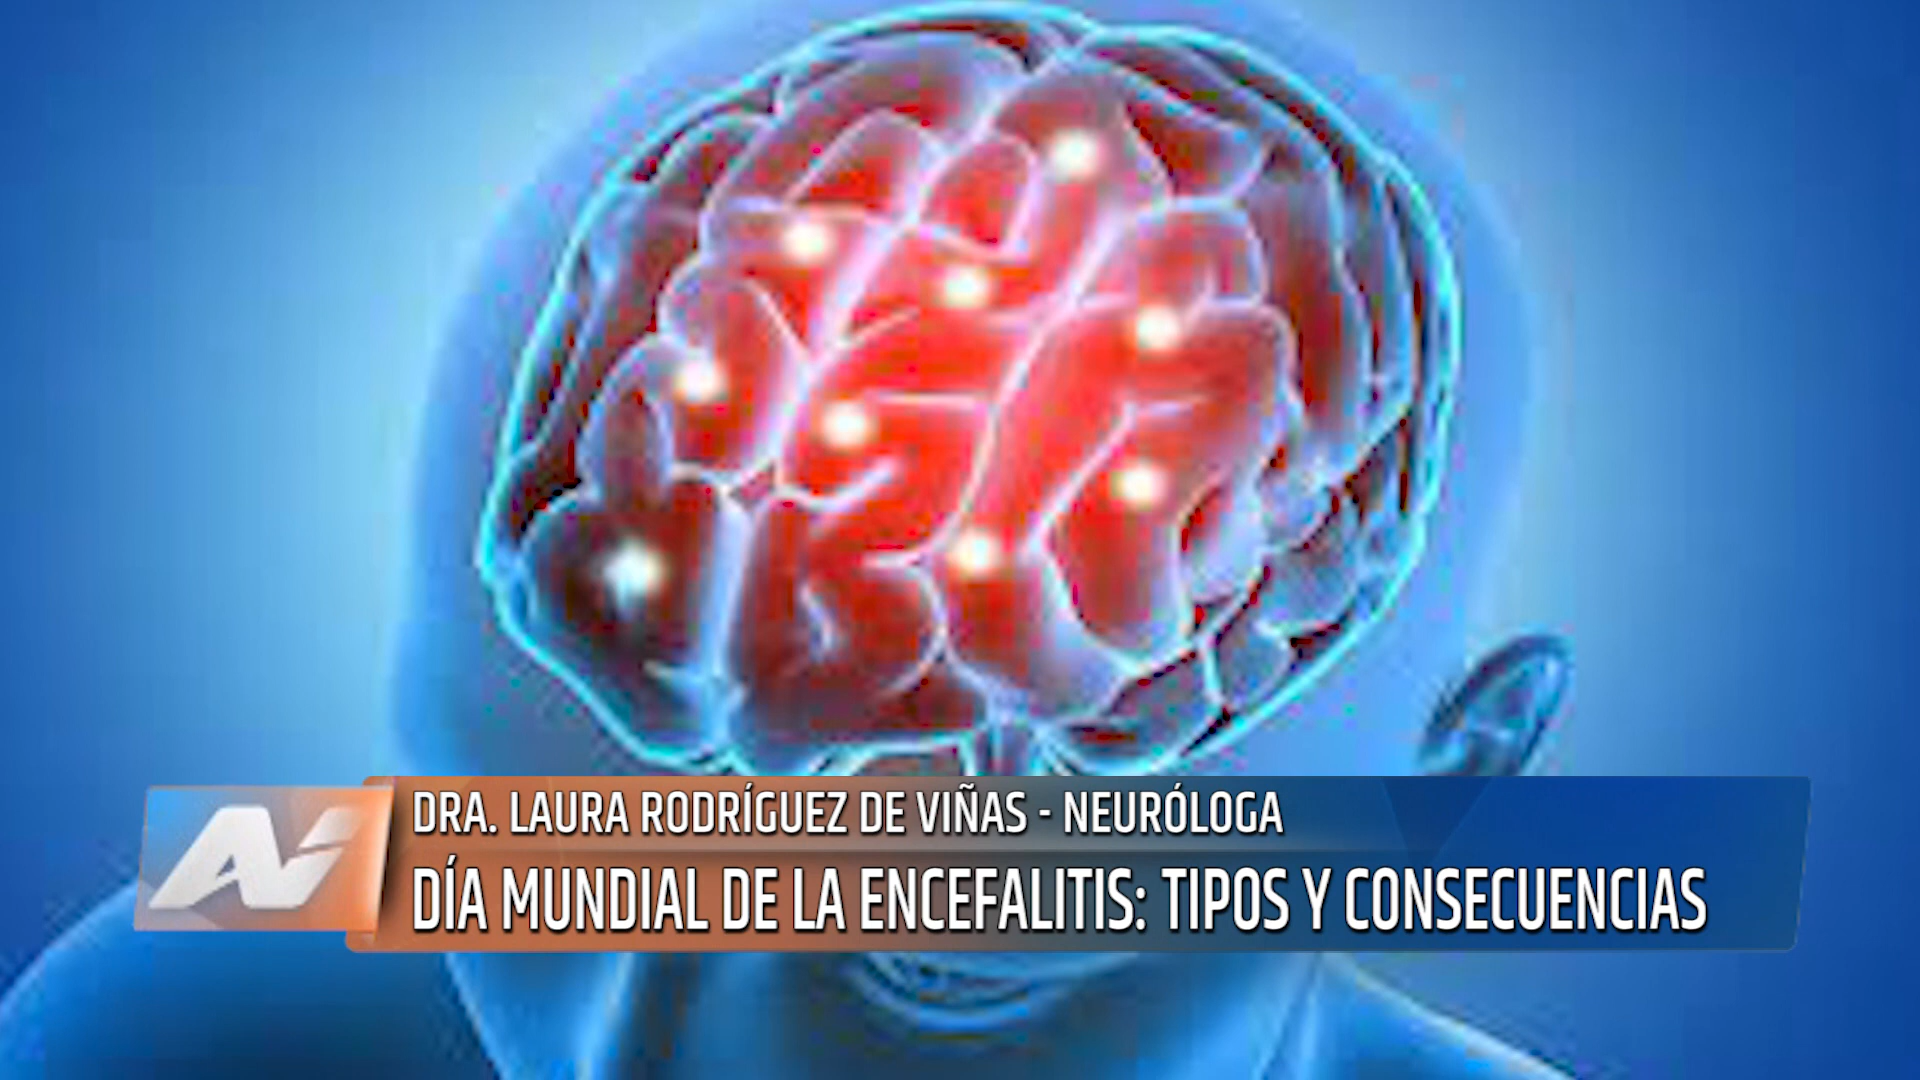 DRA. LAURA RODRÍGUEZ DE VIÑAS - NEURÓLOGA
DÍA MUNDIAL DE LA ENCEFALITIS: TIPOS Y CONSECUENCIAS